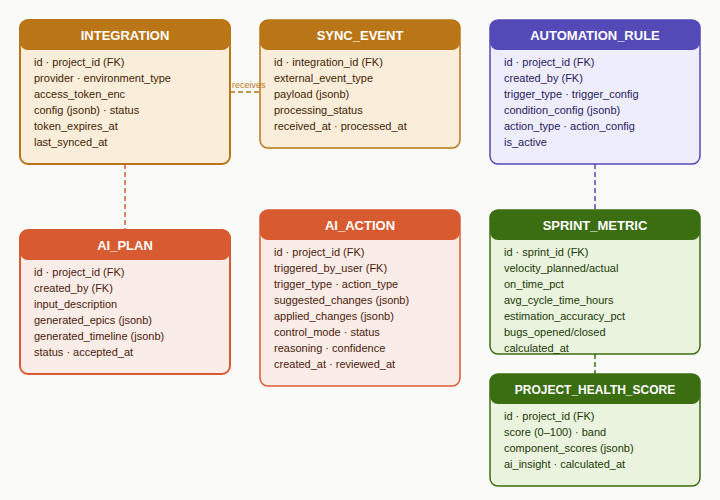 INTEGRATION
id · project_id (FK)
provider · environment_type
access_token_enc
config (jsonb) · status
token_expires_at
last_synced_at
receives
SYNC_EVENT
id · integration_id (FK)
external_event_type
payload (jsonb)
processing_status
received_at · processed_at
AUTOMATION_RULE
id · project_id (FK)
created_by (FK)
trigger_type · trigger_config
condition_config (jsonb)
action_type · action_config
is_active
AI_PLAN
id · project_id (FK)
created_by (FK)
input_description
generated_epics (jsonb)
generated_timeline (jsonb)
status · accepted_at
AI_ACTION
id · project_id (FK)
triggered_by_user (FK)
trigger_type · action_type
suggested_changes (jsonb)
applied_changes (jsonb)
control_mode · status
reasoning · confidence
created_at · reviewed_at
SPRINT_METRIC
id · sprint_id (FK)
velocity_planned/actual
on_time_pct
avg_cycle_time_hours
estimation_accuracy_pct
bugs_opened/closed
calculated_at
PROJECT_HEALTH_SCORE
id · project_id (FK)
score (0–100) · band
component_scores (jsonb)
ai_insight · calculated_at